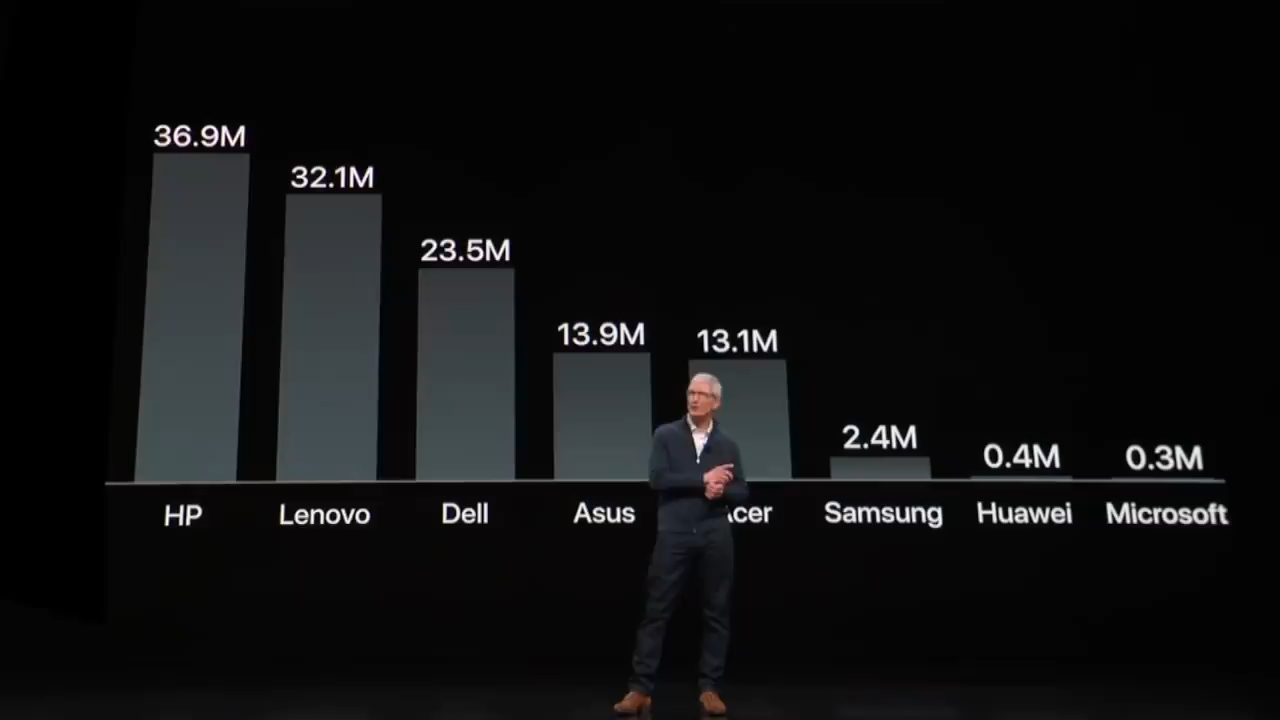 36.9M
32.1M
23.5M
13.9M
13.1M
2.4M
0.4M
0.3M
HP
Lenovo
Dell
Asus
Acer
Samsung
Huawei
Microsoft